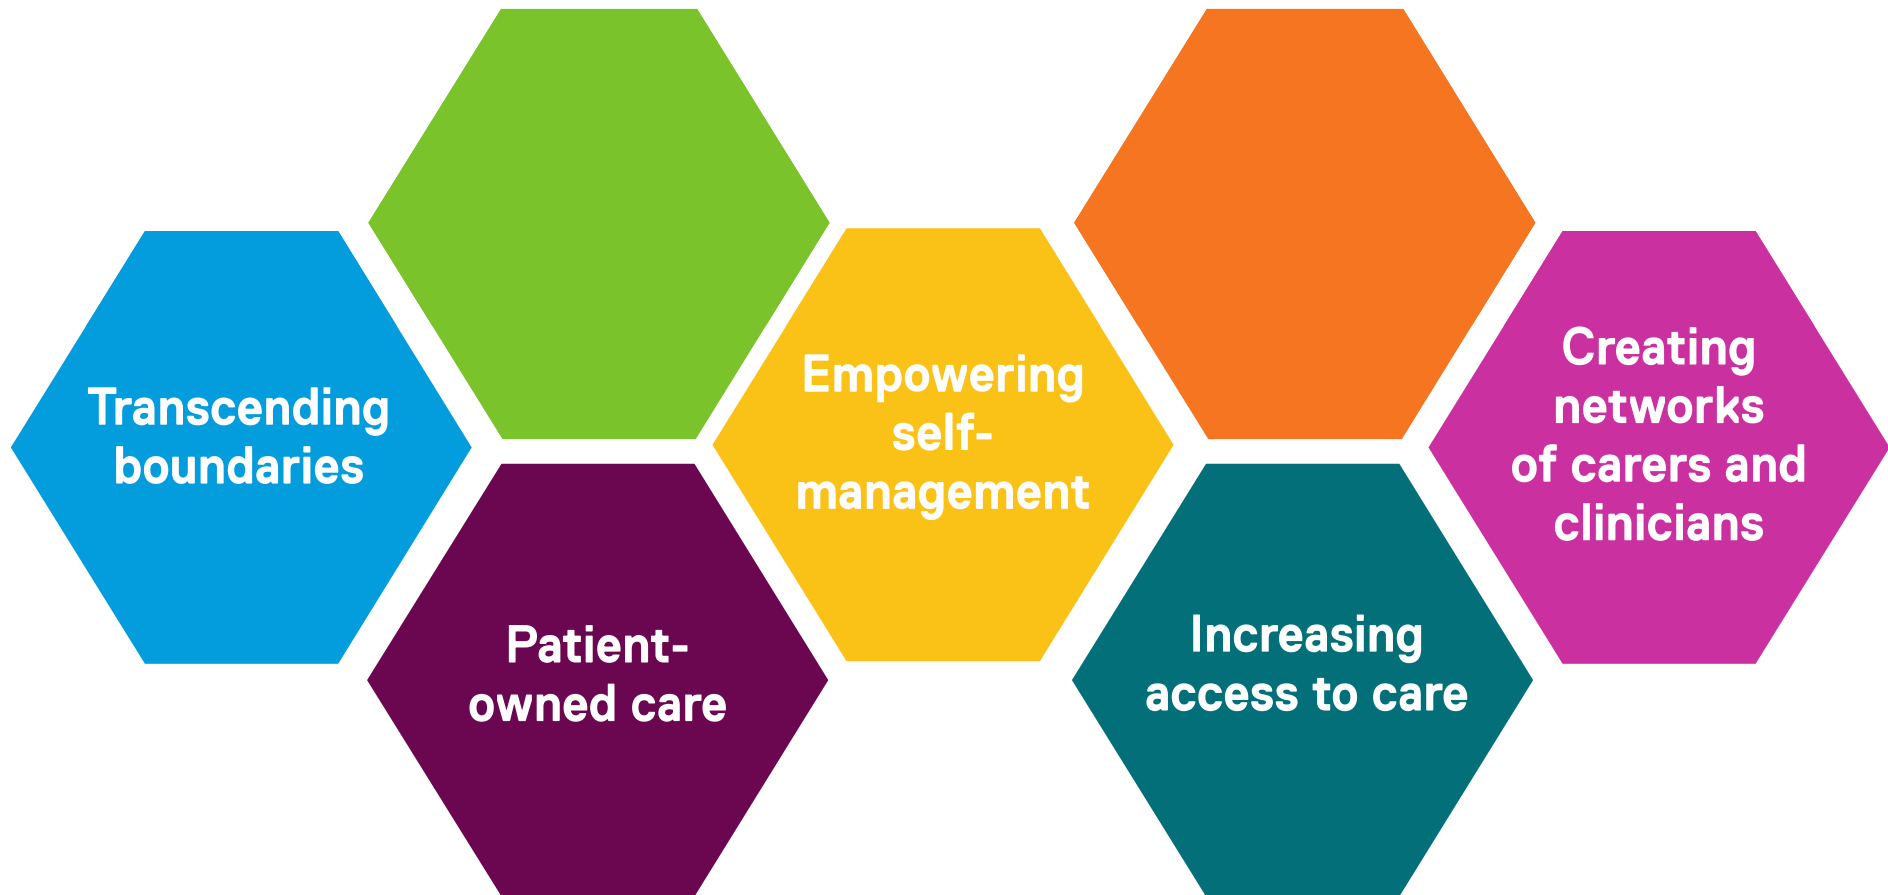 Transcending
boundaries
Patient-
owned care
Empowering
self-
management
Increasing
access to care
Creating
networks
of carers and
clinicians